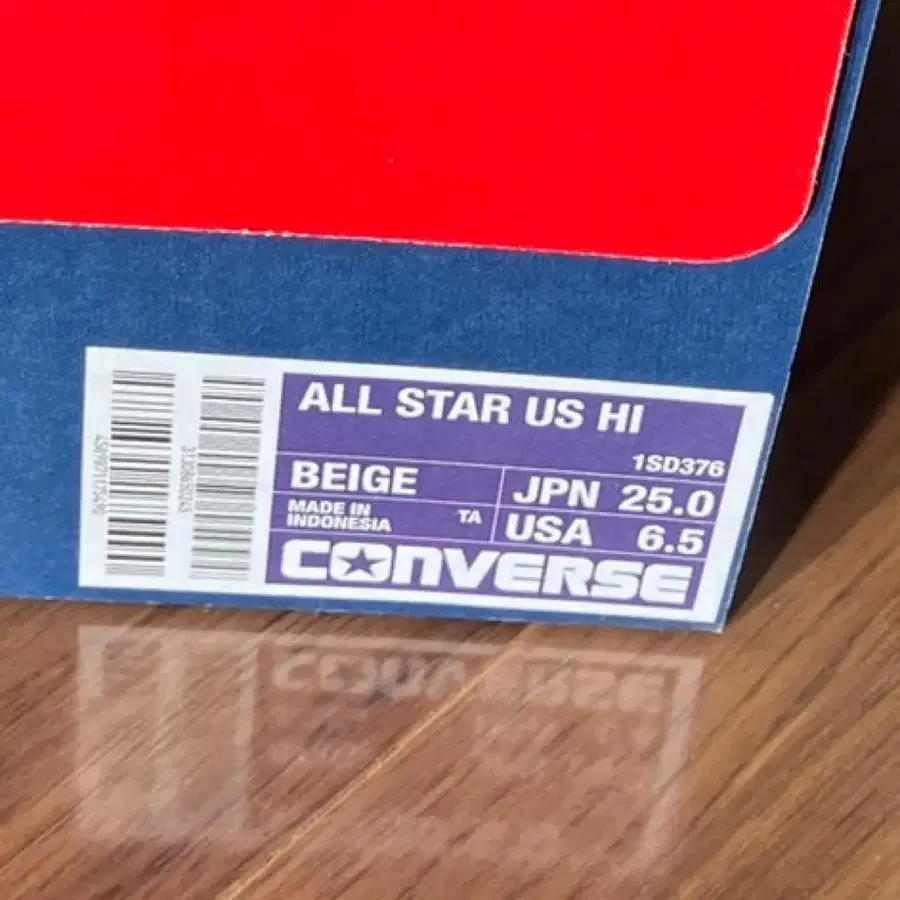 ALL STAR US HI
1SD376
BEIGE
JPN 25.0
MADE IN
INDONESIA
TA
USA 6.5
CONVERSE